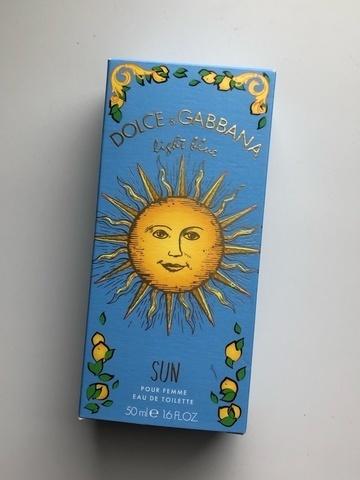 DOLCE & GABBANA
light blue
SUN
POUR FEMME
EAU DE TOILETTE
50 ml e 1.6 FL.OZ.